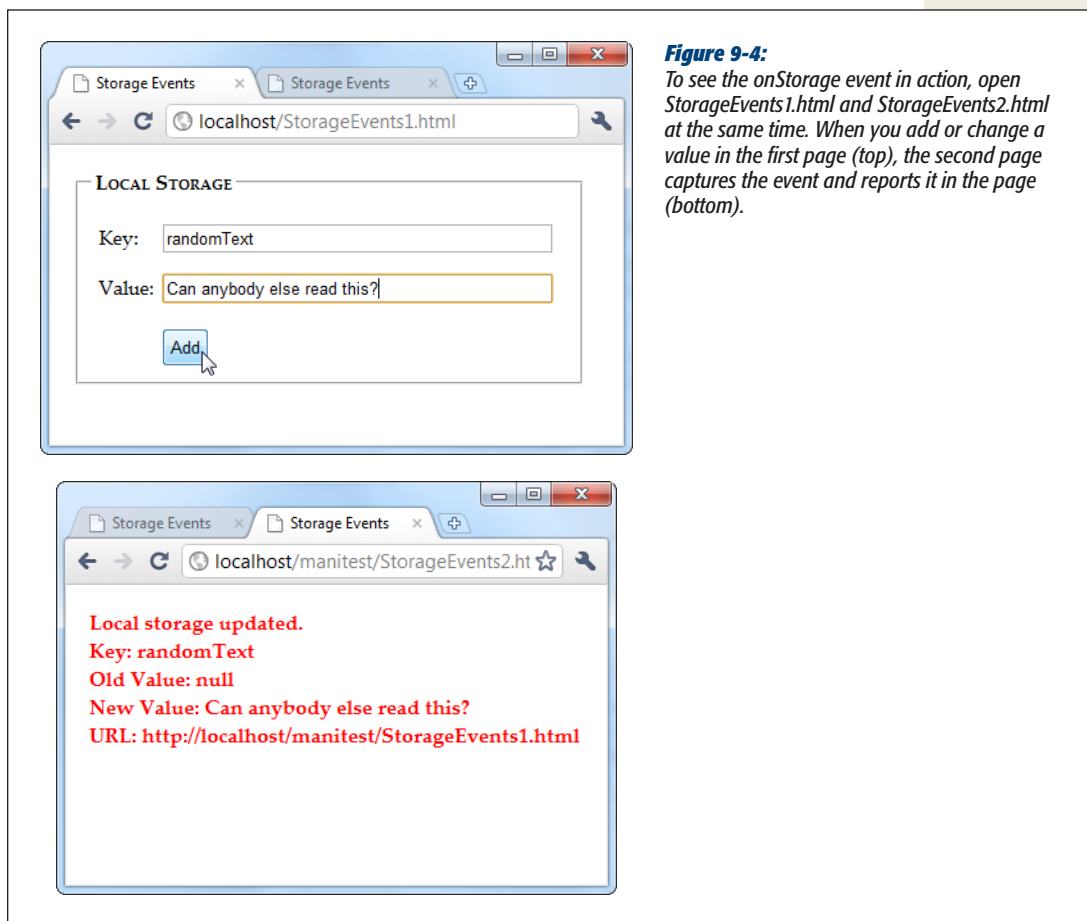 Storage Events
Storage Events
localhost/StorageEvents1.html
LOCAL STORAGE
Key:
randomText
Value:
Can anybody else read this?
Add
Figure 9-4:
To see the onStorage event in action, open
StorageEvents1.html and StorageEvents2.html
at the same time. When you add or change a
value in the first page (top), the second page
captures the event and reports it in the page
(bottom).
Storage Events
Storage Events
localhost/manitest/StorageEvents2.ht
Local storage updated.
Key: randomText
Old Value: null
New Value: Can anybody else read this?
URL: http://localhost/manitest/StorageEvents1.html